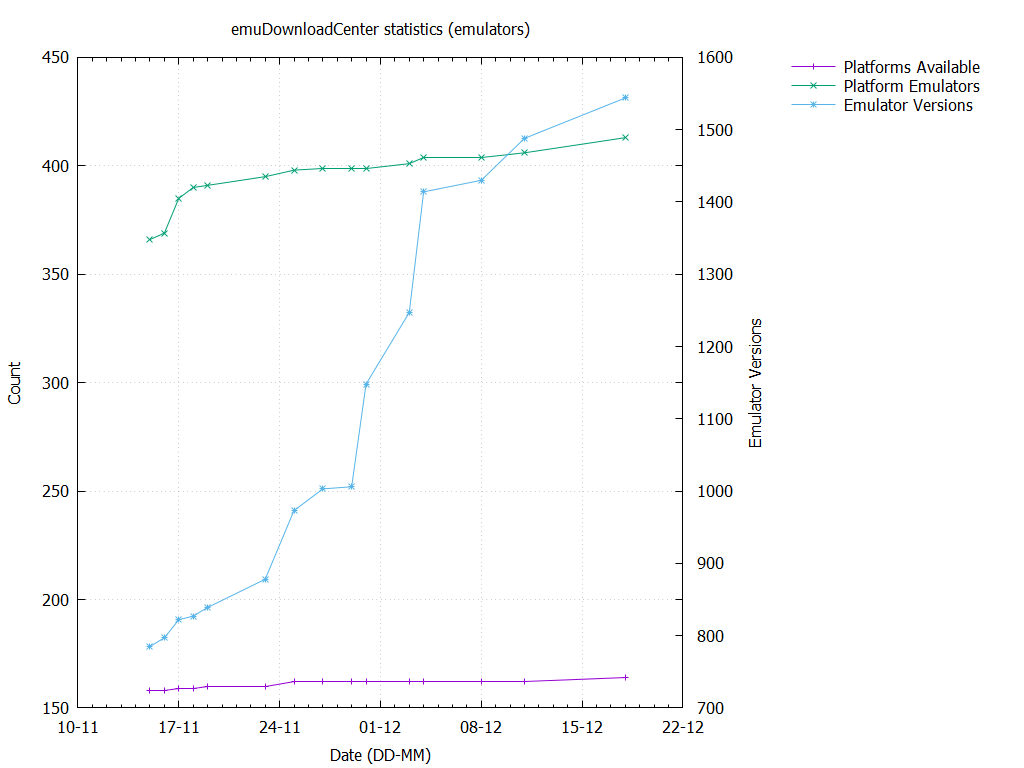 emuDownloadCenter statistics (emulators)
450
400
350
300
250
200
150
Count
1600
1500
1400
1300
1200
1100
1000
900
800
700
Emulator Versions
Platforms Available
Platform Emulators
Emulator Versions
10-11 17-11 24-11 01-12 08-12 15-12 22-12
Date (DD-MM)